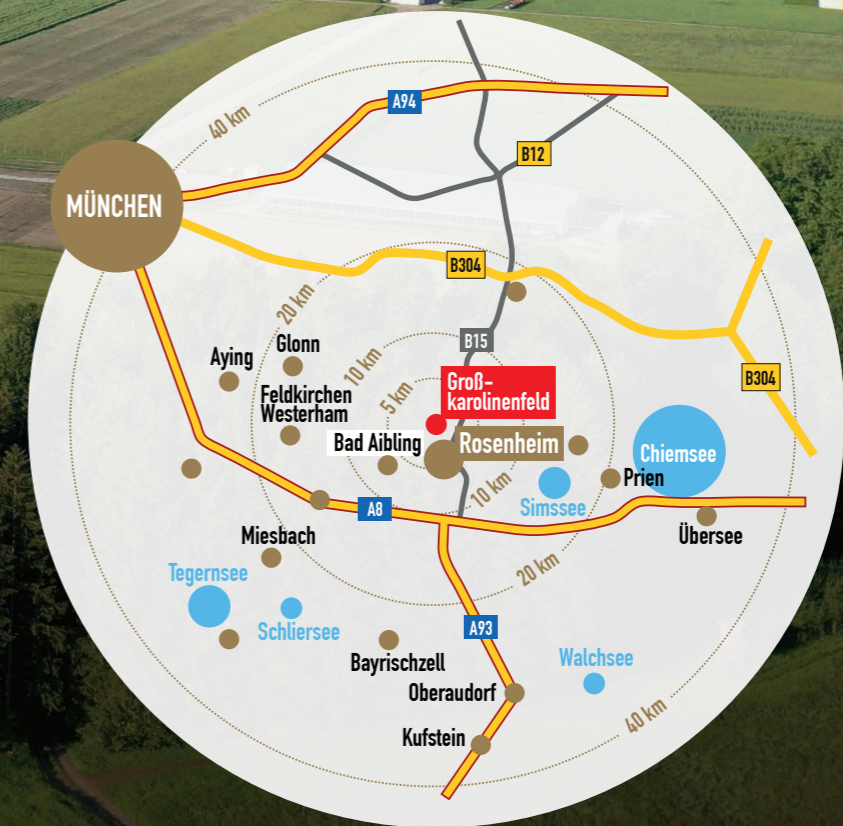 40 km
A94
B12
MÜNCHEN
B304
20 km
B15
Glonn
Aying
10 km
B304
Groß-
karolinenfeld
5 km
Feldkirchen
Westerham
Bad Aibling
Rosenheim
Chiemsee
Prien
10 km
Simssee
A8
Übersee
Miesbach
20 km
Tegernsee
Schliersee
A93
Bayrischzell
Walchsee
Oberaudorf
40 km
Kufstein